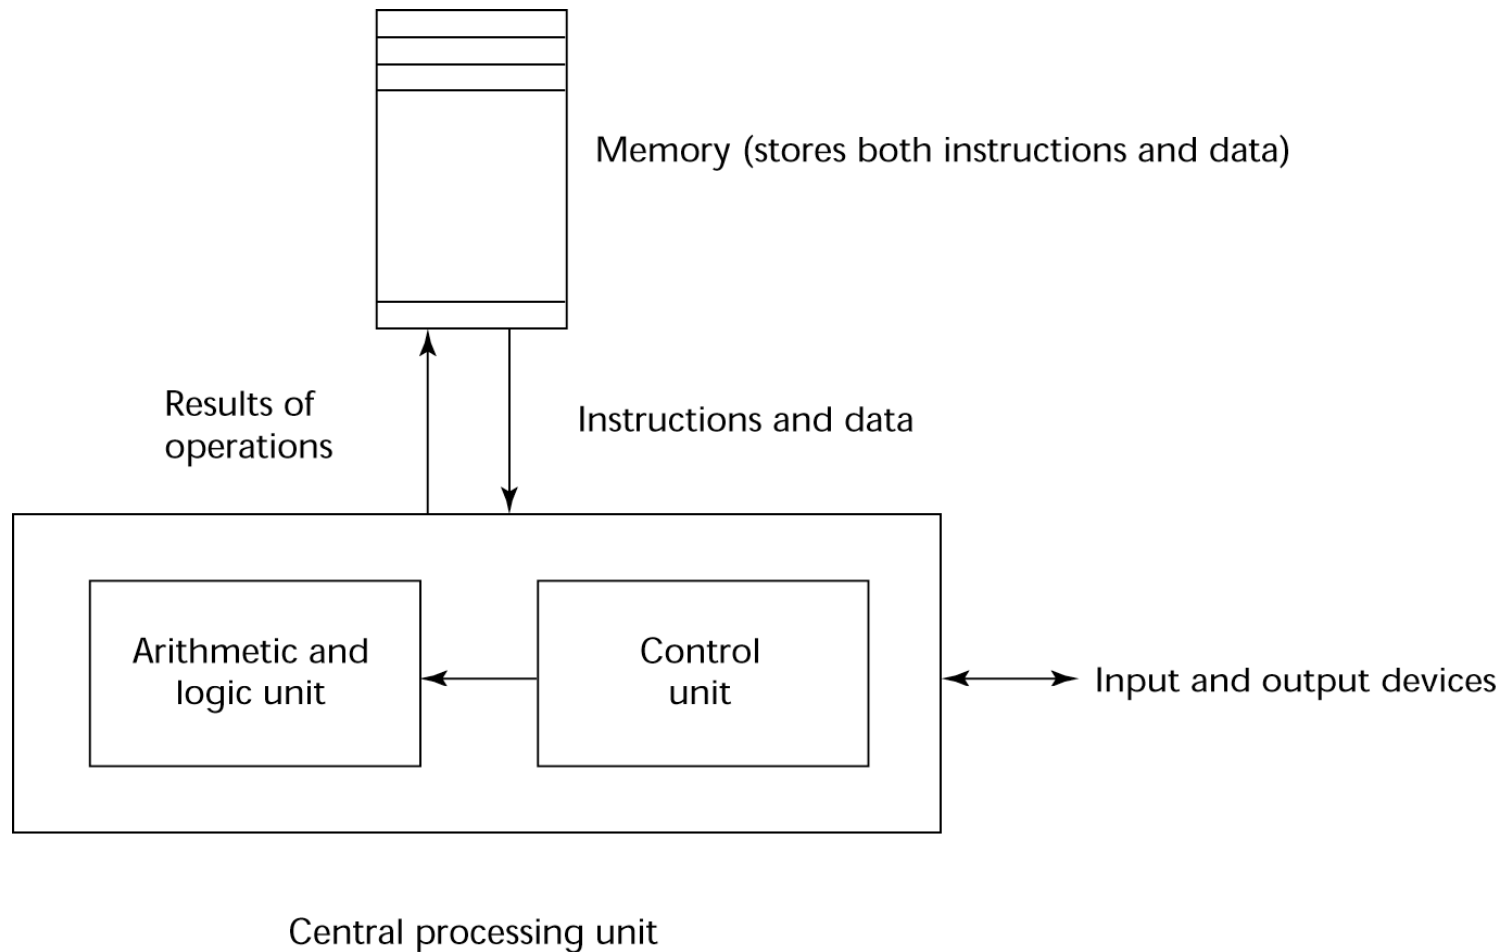 Memory (stores both instructions and data)
Results of
operations
Instructions and data
Arithmetic and
logic unit
Control
unit
Input and output devices
Central processing unit